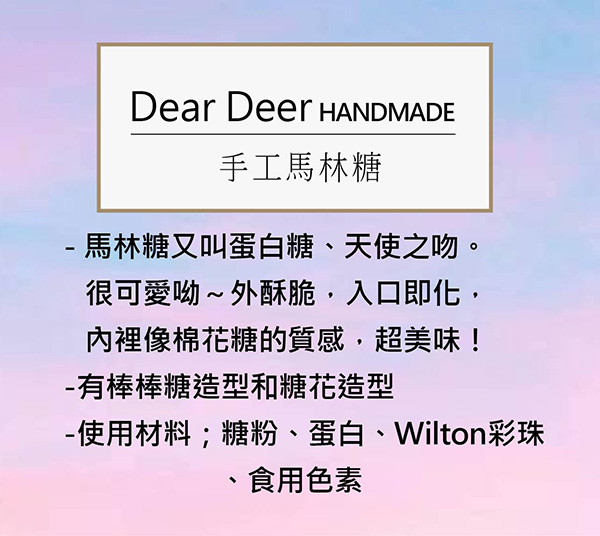 Dear Deer HANDMADE
手工馬林糖
- 馬林糖又叫蛋白糖、天使之吻。
很可愛呦～外酥脆，入口即化，
內裡像棉花糖的質感，超美味！
-有棒棒糖造型和糖花造型
-使用材料；糖粉、蛋白、Wilton彩珠
、食用色素